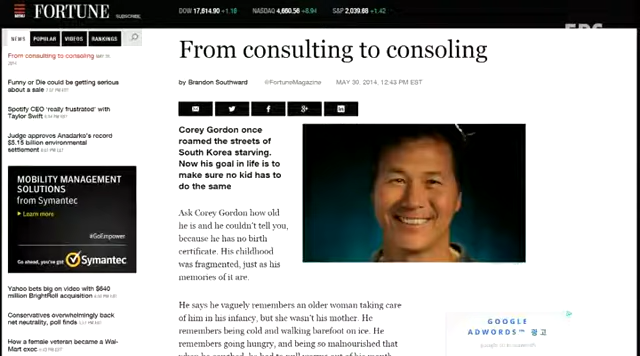 FORTUNE
SUBSCRIBE
DOW 17,614.90 +1.10
NASDAQ 4,660.56 +8.94
S&P 2,039.68 +1.42
NEWS POPULAR VIDEOS RANKINGS
From consulting to consoling
Funny or Die could be getting serious
about a sale
Spotify CEO 'really frustrated' with
Taylor Swift
Judge approves Anadarko's record
$5.15 billion environmental
settlement
MOBILITY MANAGEMENT
SOLUTIONS
from Symantec
Learn more
#GoEmpower
Go ahead, you've got
Symantec
Yahoo bets big on video with $640
million BrightRoll acquisition
Conservatives overwhelmingly back
net neutrality, poll finds
How a female veteran became a Wal-
Mart exec
From consulting to consoling
by Brandon Southward @FortuneMagazine MAY 30, 2014, 12:43 PM EST
Corey Gordon once
roamed the streets of
South Korea starving.
Now his goal in life is to
make sure no kid has to
do the same
Ask Corey Gordon how old
he is and he couldn't tell you,
because he has no birth
certificate. His childhood
was fragmented, just as his
memories of it are.
He says he vaguely remembers an older woman taking care
of him in his infancy, but she wasn't his mother. He
remembers being cold and walking barefoot on ice. He
remembers going hungry, and being so malnourished that
GOOGLE
ADWORDS™ 광고